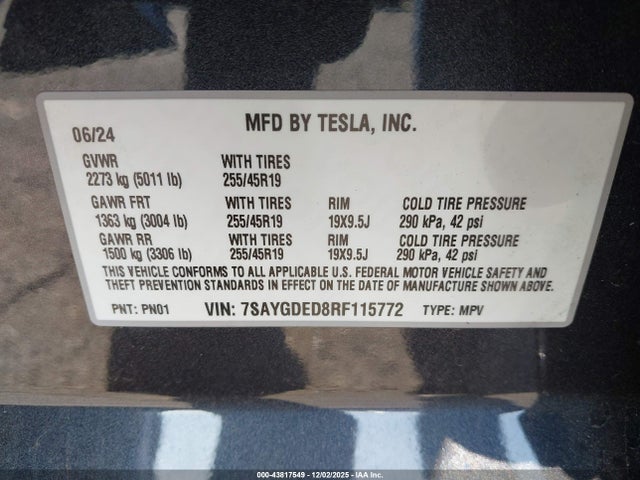 06/24 MFD BY TESLA, INC.
GVWR WITH TIRES
2273 kg (5011 lb) 255/45R19
GAWR FRT WITH TIRES RIM COLD TIRE PRESSURE
1363 kg (3004 lb) 255/45R19 19X9.5J 290 kPa, 42 psi
GAWR RR WITH TIRES RIM COLD TIRE PRESSURE
1500 kg (3306 lb) 255/45R19 19X9.5J 290 kPa, 42 psi
THIS VEHICLE CONFORMS TO ALL APPLICABLE U.S. FEDERAL MOTOR VEHICLE SAFETY AND
THEFT PREVENTION STANDARDS IN EFFECT ON THE DATE OF MANUFACTURE SHOWN ABOVE.
PNT: PN01 VIN: 7SAYGDED8RF115772 TYPE: MPV
000-43817549 - 12/02/2025 - IAA Inc.